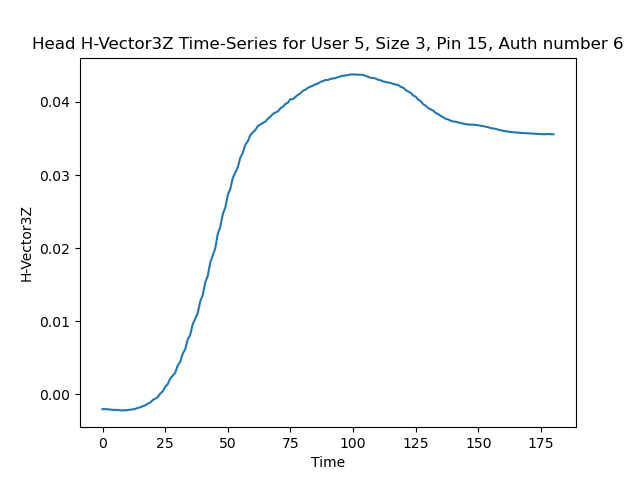 Head H-Vector3Z Time-Series for User 5, Size 3, Pin 15, Auth number 6
0.04
0.03
0.02
0.01
0.00
H-Vector3Z
0 25 50 75 100 125 150 175
Time